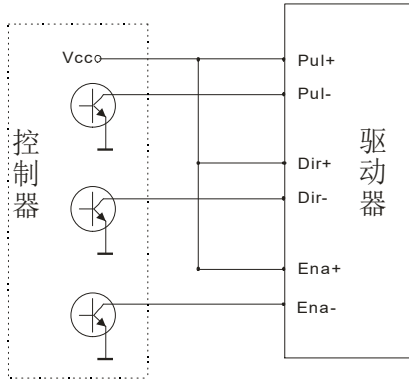 Vcc
Pul+
Pul-
控制器
驱动器
Dir+
Dir-
Ena+
Ena-